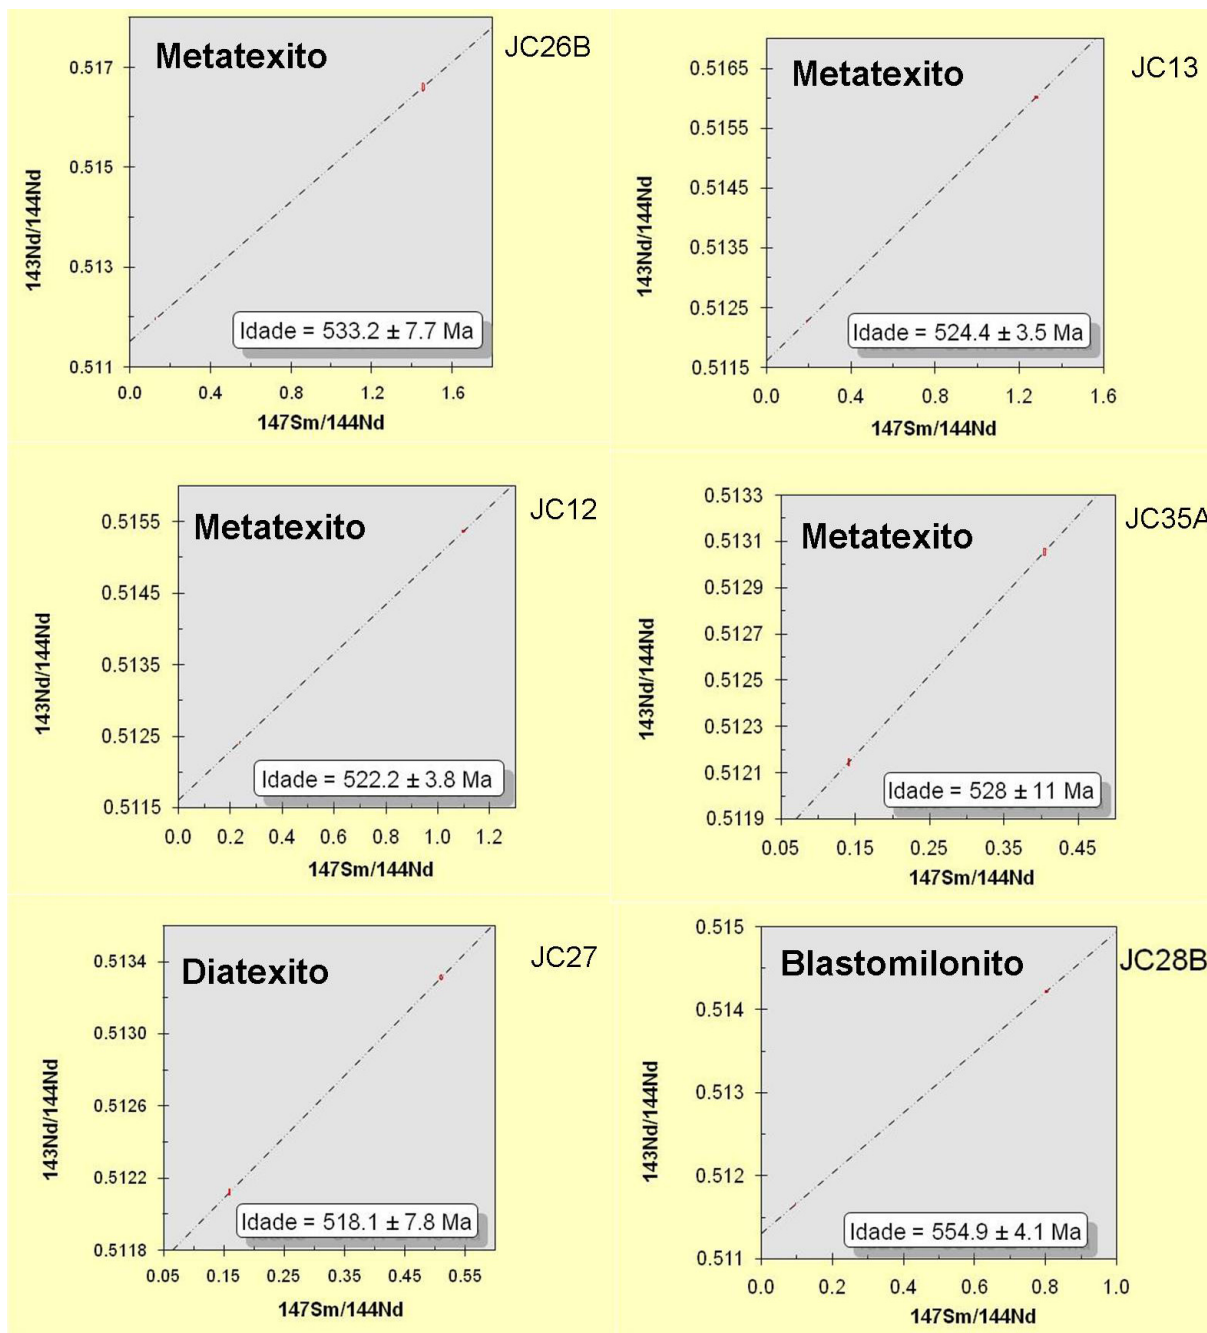 Metatexito
JC26B
0.517
0.515
0.513
0.511
143Nd/144Nd
Idade = 533.2 ± 7.7 Ma
0.0 0.4 0.8 1.2 1.6
147Sm/144Nd
Metatexito
JC13
0.5165
0.5155
0.5145
0.5135
0.5125
0.5115
143Nd/144Nd
Idade = 524.4 ± 3.5 Ma
0.0 0.4 0.8 1.2 1.6
147Sm/144Nd
Metatexito
JC12
0.5155
0.5145
0.5135
0.5125
0.5115
143Nd/144Nd
Idade = 522.2 ± 3.8 Ma
0.0 0.2 0.4 0.6 0.8 1.0 1.2
147Sm/144Nd
Metatexito
JC35A
0.5133
0.5131
0.5129
0.5127
0.5125
0.5123
0.5121
0.5119
143Nd/144Nd
Idade = 528 ± 11 Ma
0.05 0.15 0.25 0.35 0.45
147Sm/144Nd
Diatexito
JC27
0.5134
0.5130
0.5126
0.5122
0.5118
143Nd/144Nd
Idade = 518.1 ± 7.8 Ma
0.05 0.15 0.25 0.35 0.45 0.55
147Sm/144Nd
Blastomilonito
JC28B
0.515
0.514
0.513
0.512
0.511
143Nd/144Nd
Idade = 554.9 ± 4.1 Ma
0.0 0.2 0.4 0.6 0.8 1.0
147Sm/144Nd